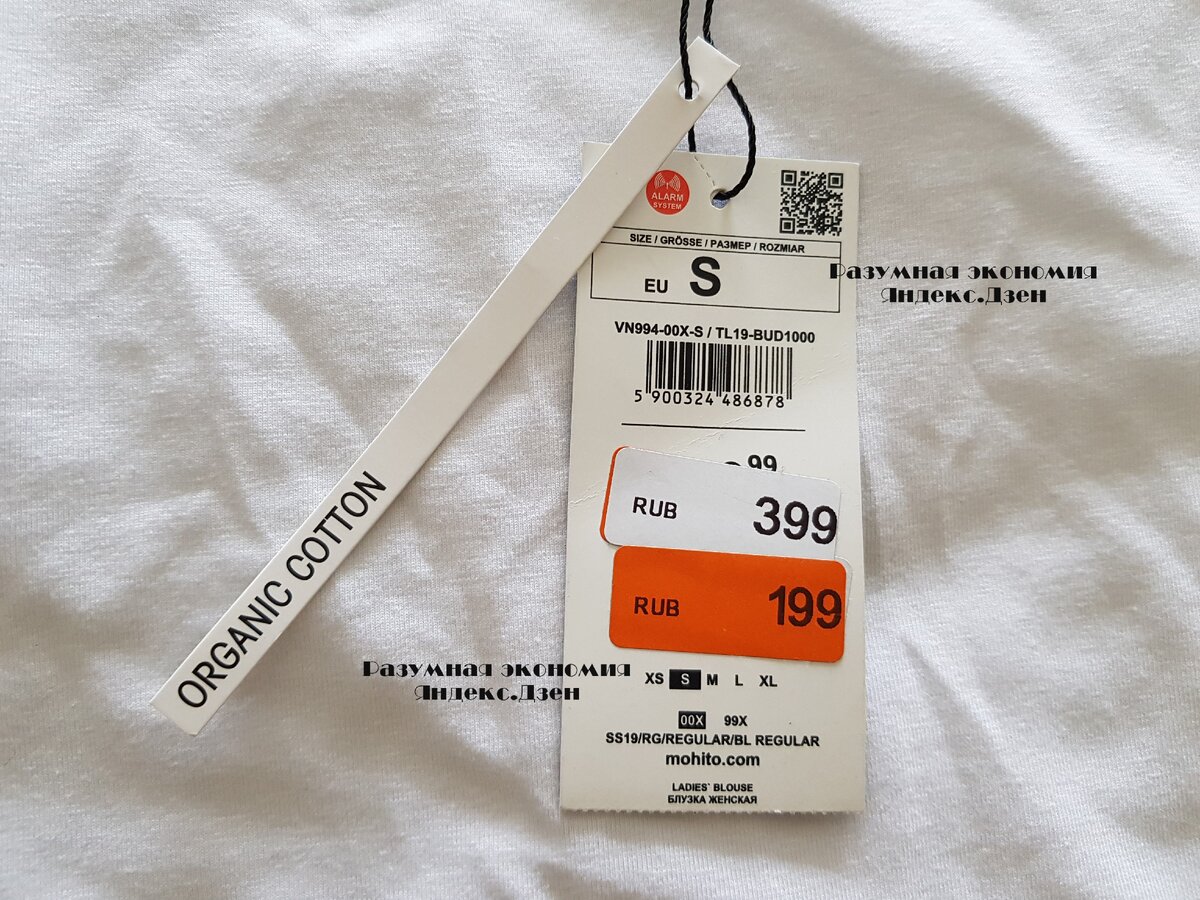 ALARM
SYSTEM
SIZE / GRÖSSE / РАЗМЕР / ROZMIAR
EU S
VN994-00X-S / TL19-BUD1000
5 900324 486878
99
RUB 399
RUB 199
XS S M L XL
00X 99X
SS19/RG/REGULAR/BL REGULAR
mohito.com
LADIES` BLOUSE
БЛУЗКА ЖЕНСКАЯ
ORGANIC COTTON
Разумная экономия
Яндекс.Дзен
Разумная экономия
Яндекс.Дзен